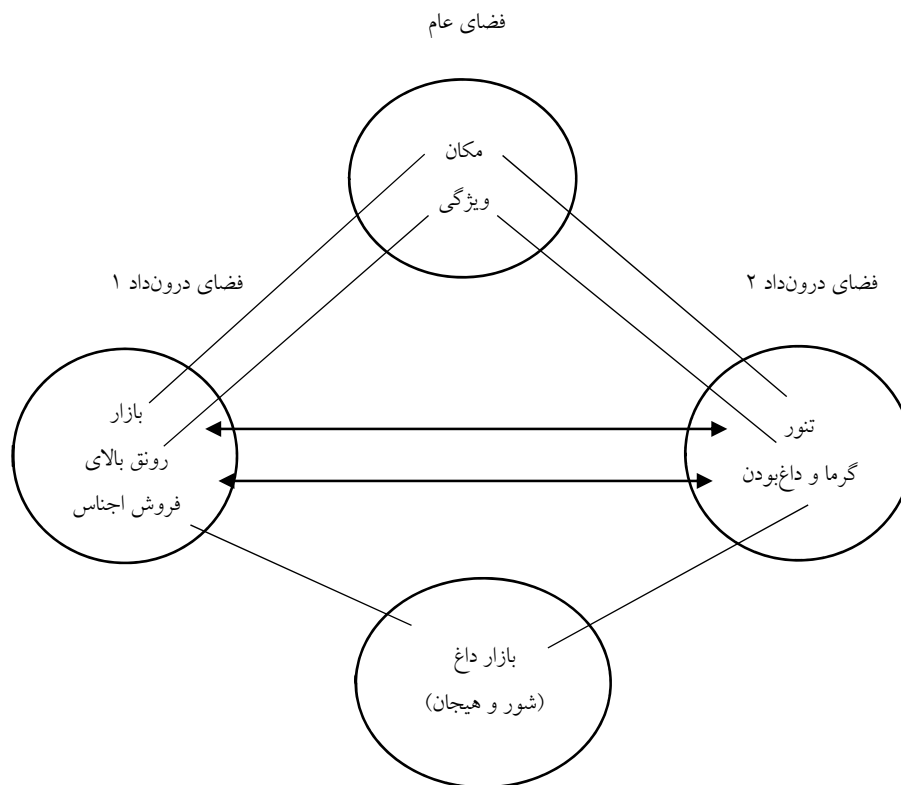 فضای عام
مکان
ویژگی
فضای درون‌داد ۱
فضای درون‌داد ۲
بازار
رونق بالای
فروش اجناس
تنور
گرما و داغ‌بودن
بازار داغ
(شور و هیجان)